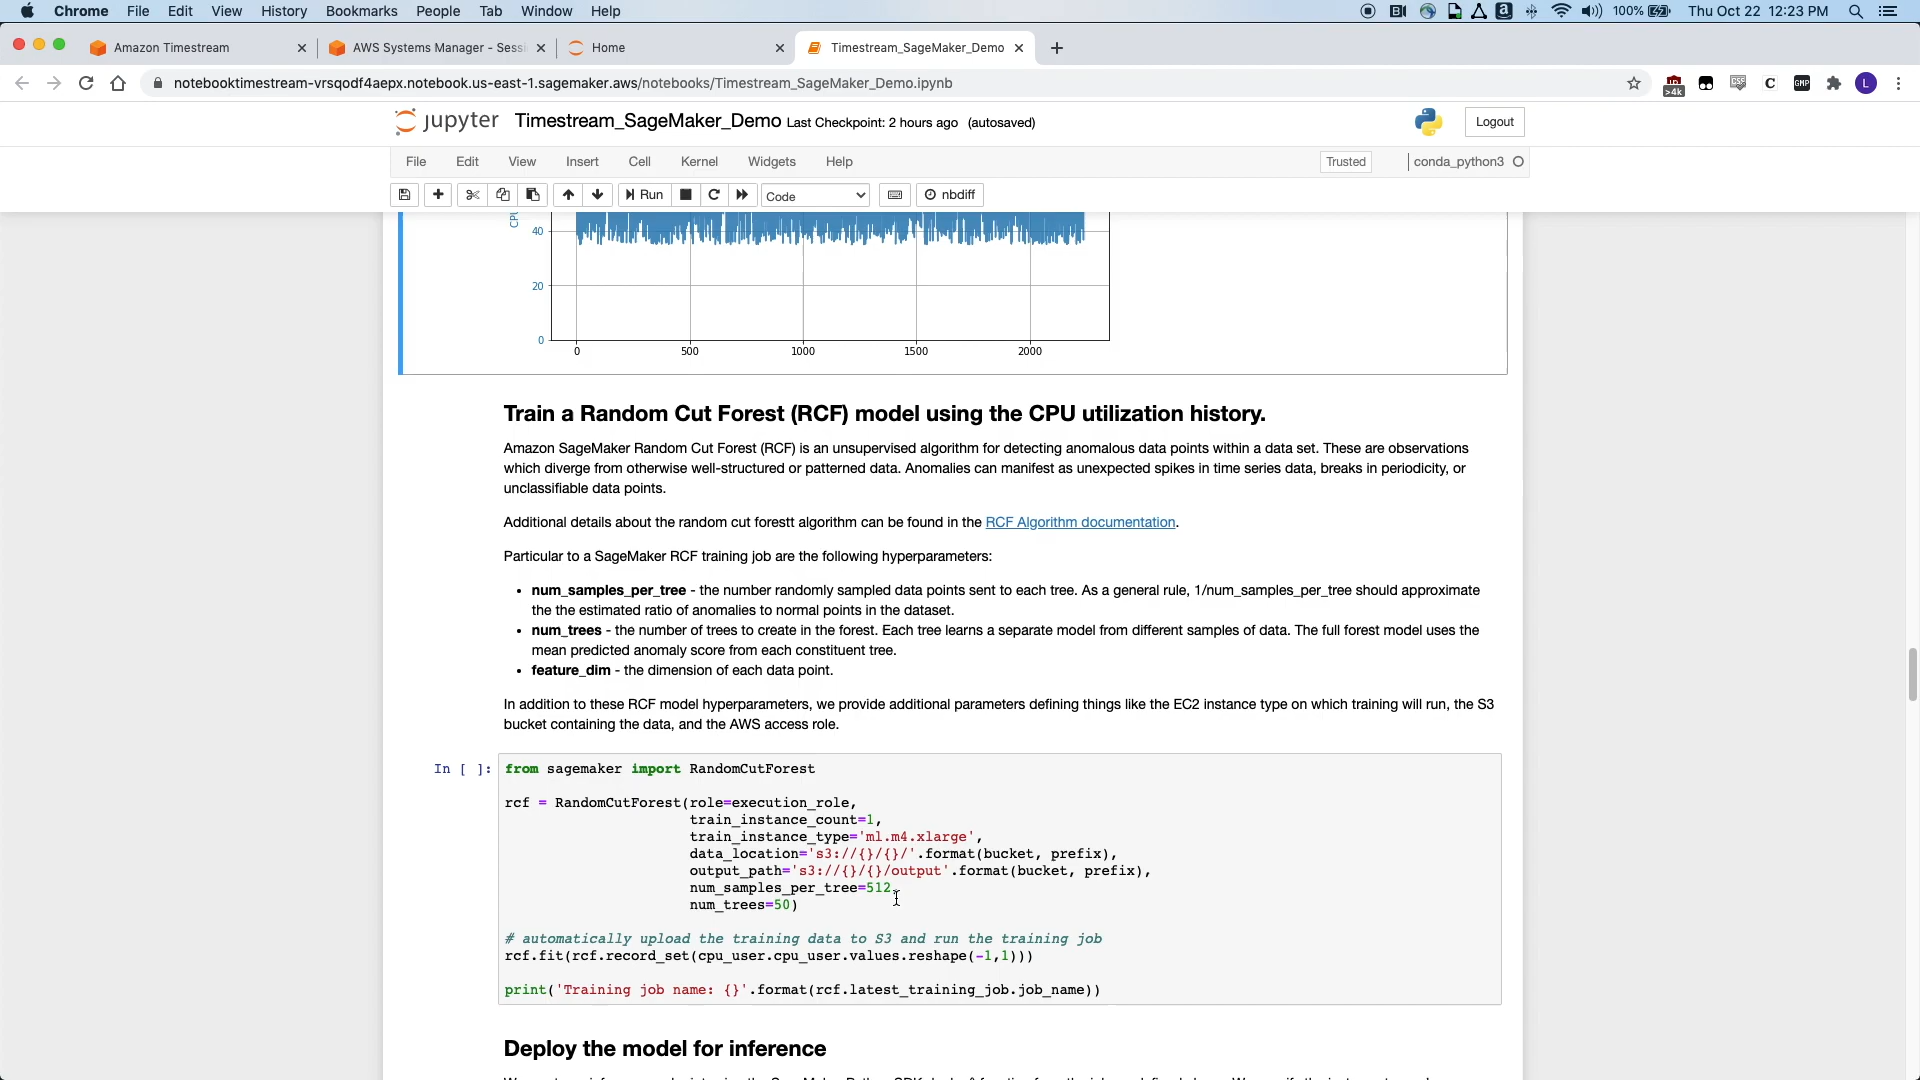 Chrome File Edit View History Bookmarks People Tab Window Help 100% Thu Oct 22 12:23 PM
Amazon Timestream AWS Systems Manager - Sessi Home Timestream_SageMaker_Demo
notebooktimestream-vrsqodf4aepx.notebook.us-east-1.sagemaker.aws/notebooks/Timestream_SageMaker_Demo.ipynb >4k CSS C GMP L
jupyter Timestream_SageMaker_Demo Last Checkpoint: 2 hours ago (autosaved) Logout
File Edit View Insert Cell Kernel Widgets Help Trusted conda_python3
Run Code nbdiff
CPU
40
20
0
0 500 1000 1500 2000
Train a Random Cut Forest (RCF) model using the CPU utilization history.
Amazon SageMaker Random Cut Forest (RCF) is an unsupervised algorithm for detecting anomalous data points within a data set. These are observations
which diverge from otherwise well-structured or patterned data. Anomalies can manifest as unexpected spikes in time series data, breaks in periodicity, or
unclassifiable data points.
Additional details about the random cut forestt algorithm can be found in the RCF Algorithm documentation.
Particular to a SageMaker RCF training job are the following hyperparameters:
• num_samples_per_tree - the number randomly sampled data points sent to each tree. As a general rule, 1/num_samples_per_tree should approximate
the the estimated ratio of anomalies to normal points in the dataset.
• num_trees - the number of trees to create in the forest. Each tree learns a separate model from different samples of data. The full forest model uses the
mean predicted anomaly score from each constituent tree.
• feature_dim - the dimension of each data point.
In addition to these RCF model hyperparameters, we provide additional parameters defining things like the EC2 instance type on which training will run, the S3
bucket containing the data, and the AWS access role.
In [ ]: from sagemaker import RandomCutForest
rcf = RandomCutForest(role=execution_role,
train_instance_count=1,
train_instance_type='ml.m4.xlarge',
data_location='s3://{}/{}/'.format(bucket, prefix),
output_path='s3://{}/{}/output'.format(bucket, prefix),
num_samples_per_tree=512,
num_trees=50)
# automatically upload the training data to S3 and run the training job
rcf.fit(rcf.record_set(cpu_user.cpu_user.values.reshape(-1,1)))
print('Training job name: {}'.format(rcf.latest_training_job.job_name))
Deploy the model for inference